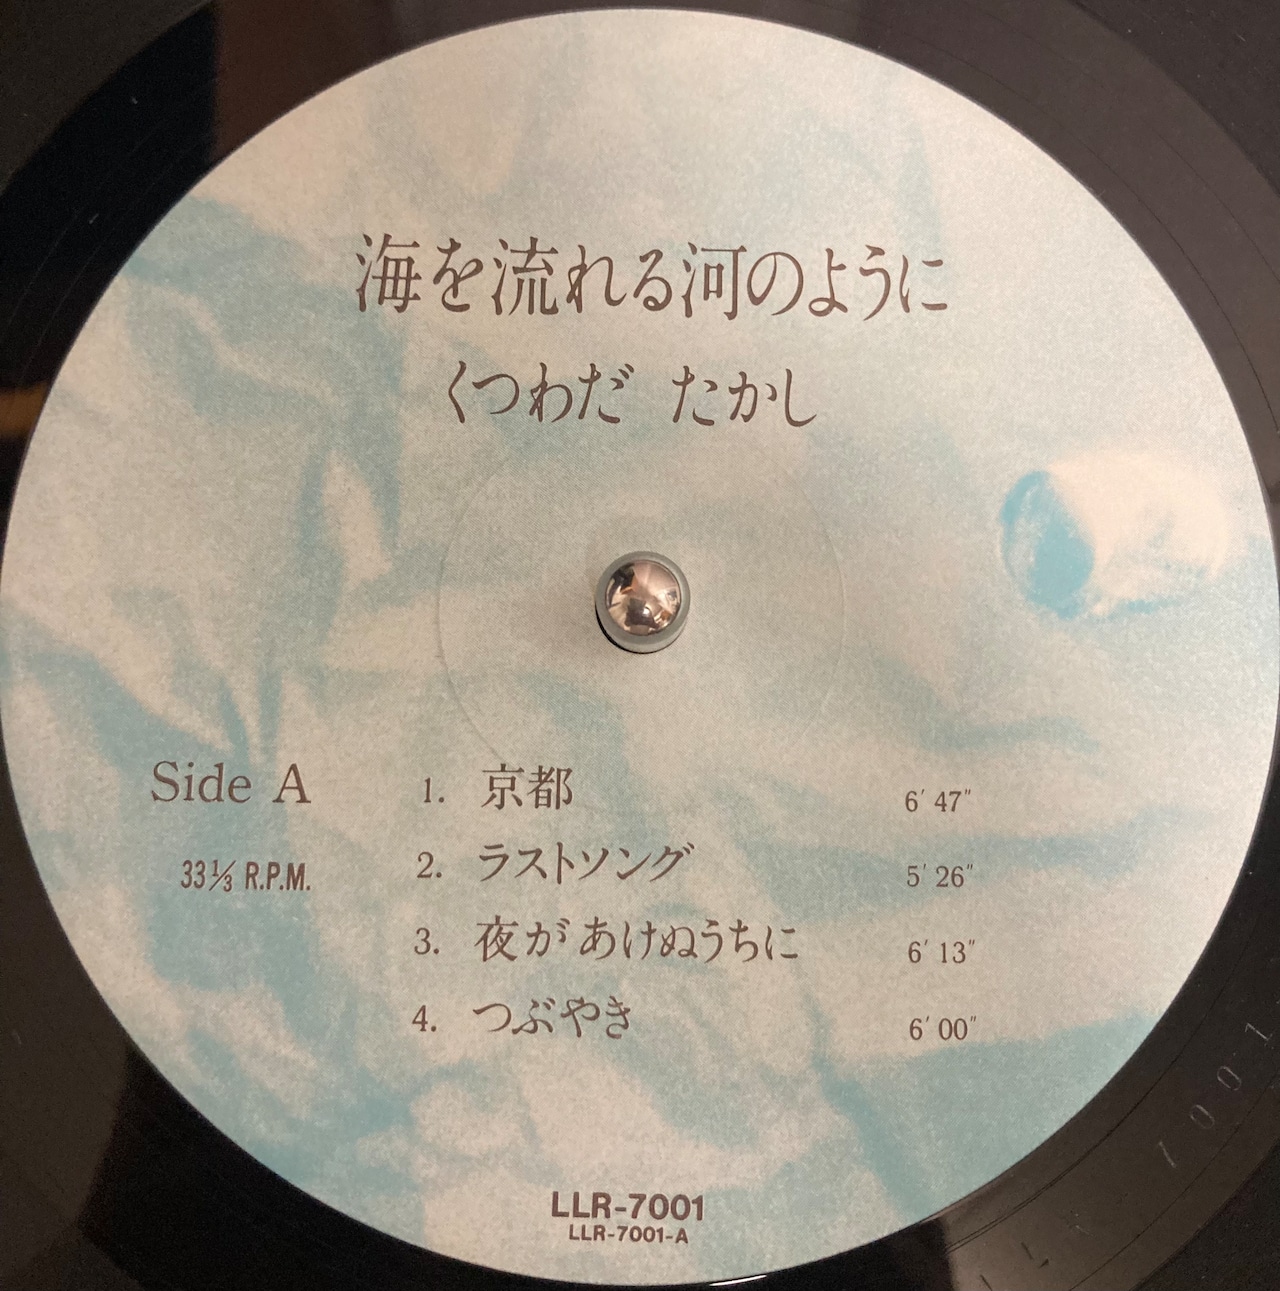 海を流れる河のように
くつわだ たかし
Side A
33⅓ R.P.M.
1. 京都 6′ 47″
2. ラストソング 5′ 26″
3. 夜が あけぬうちに 6′ 13″
4. つぶやき 6′ 00″
LLR-7001
LLR-7001-A
7001